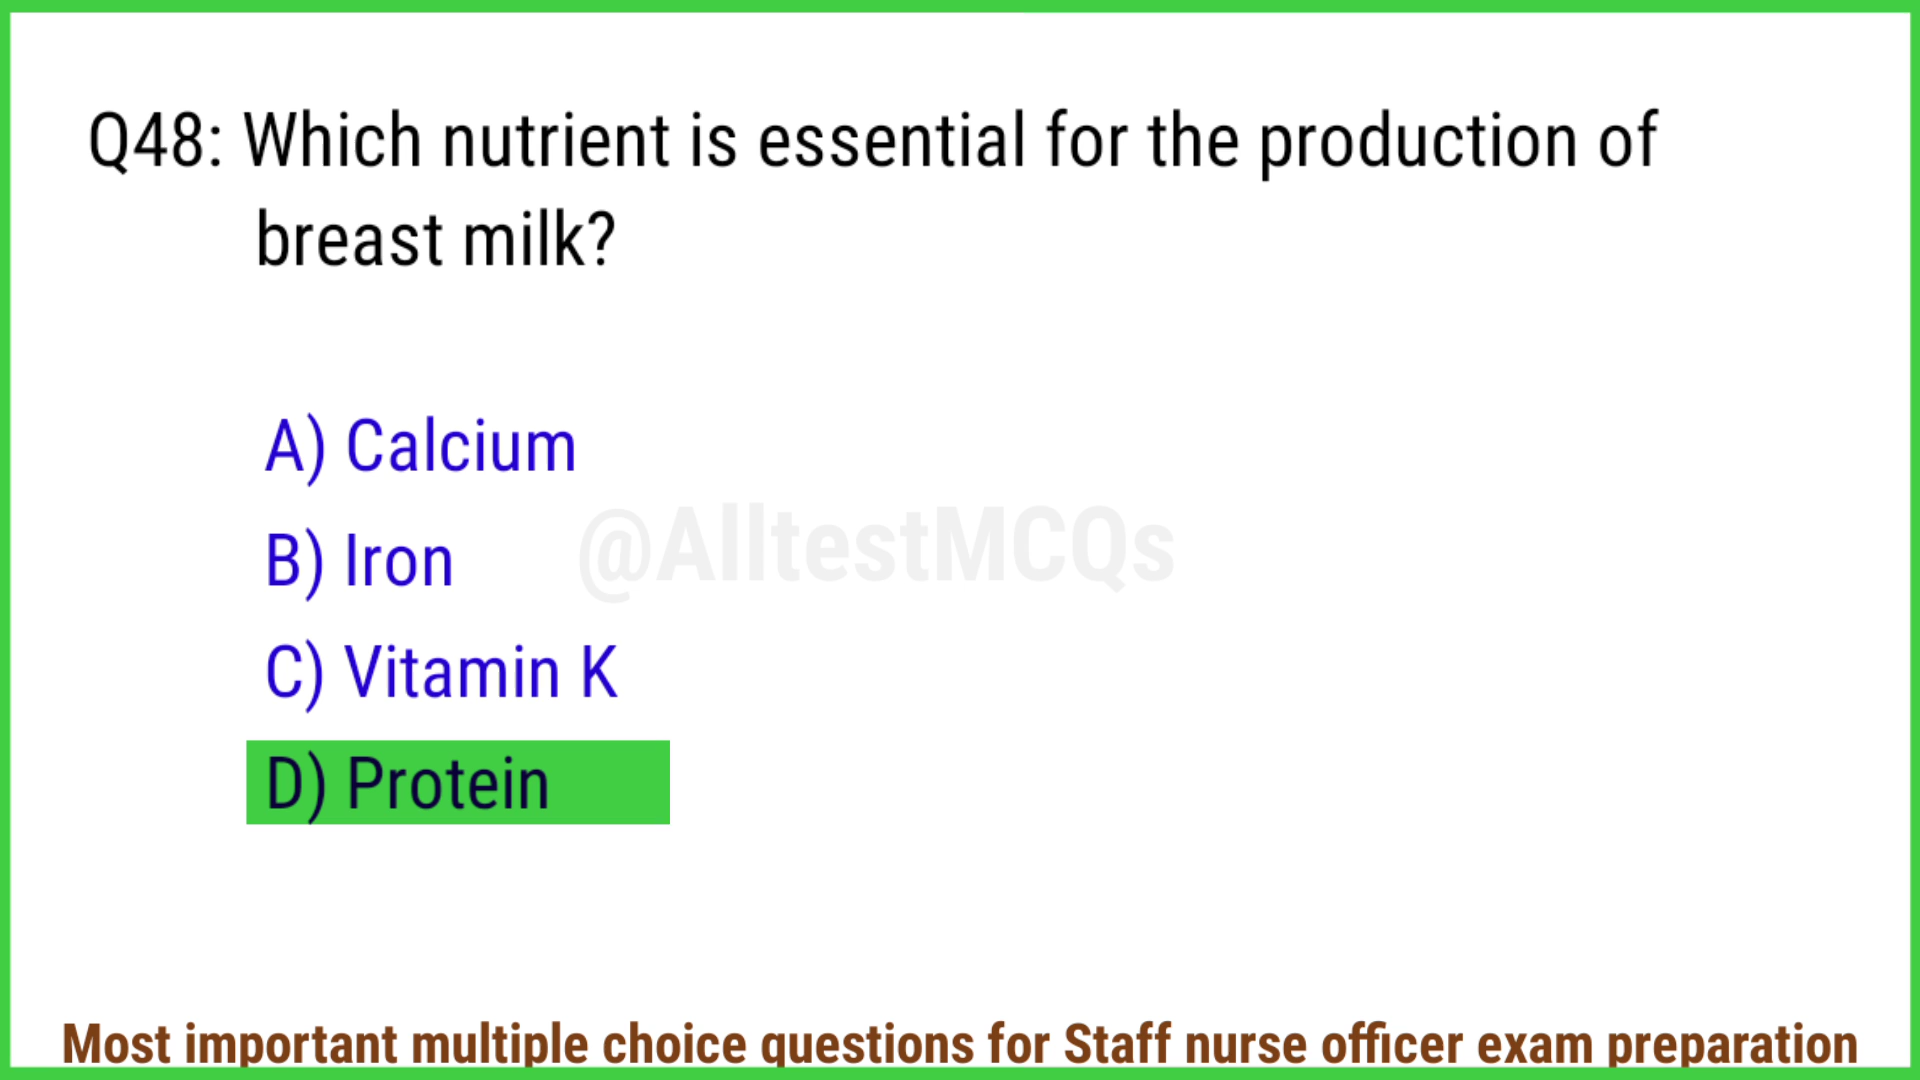 Q48: Which nutrient is essential for the production of
breast milk?
A) Calcium
@AlltestMCQs
B) Iron
C) Vitamin K
D) Protein
Most important multiple choice questions for Staff nurse officer exam preparation